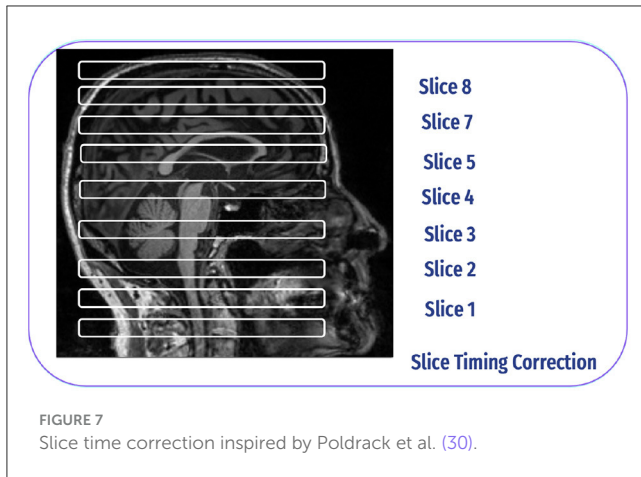 Slice 8
Slice 7
Slice 5
Slice 4
Slice 3
Slice 2
Slice 1
Slice Timing Correction
FIGURE 7
Slice time correction inspired by Poldrack et al. (30).